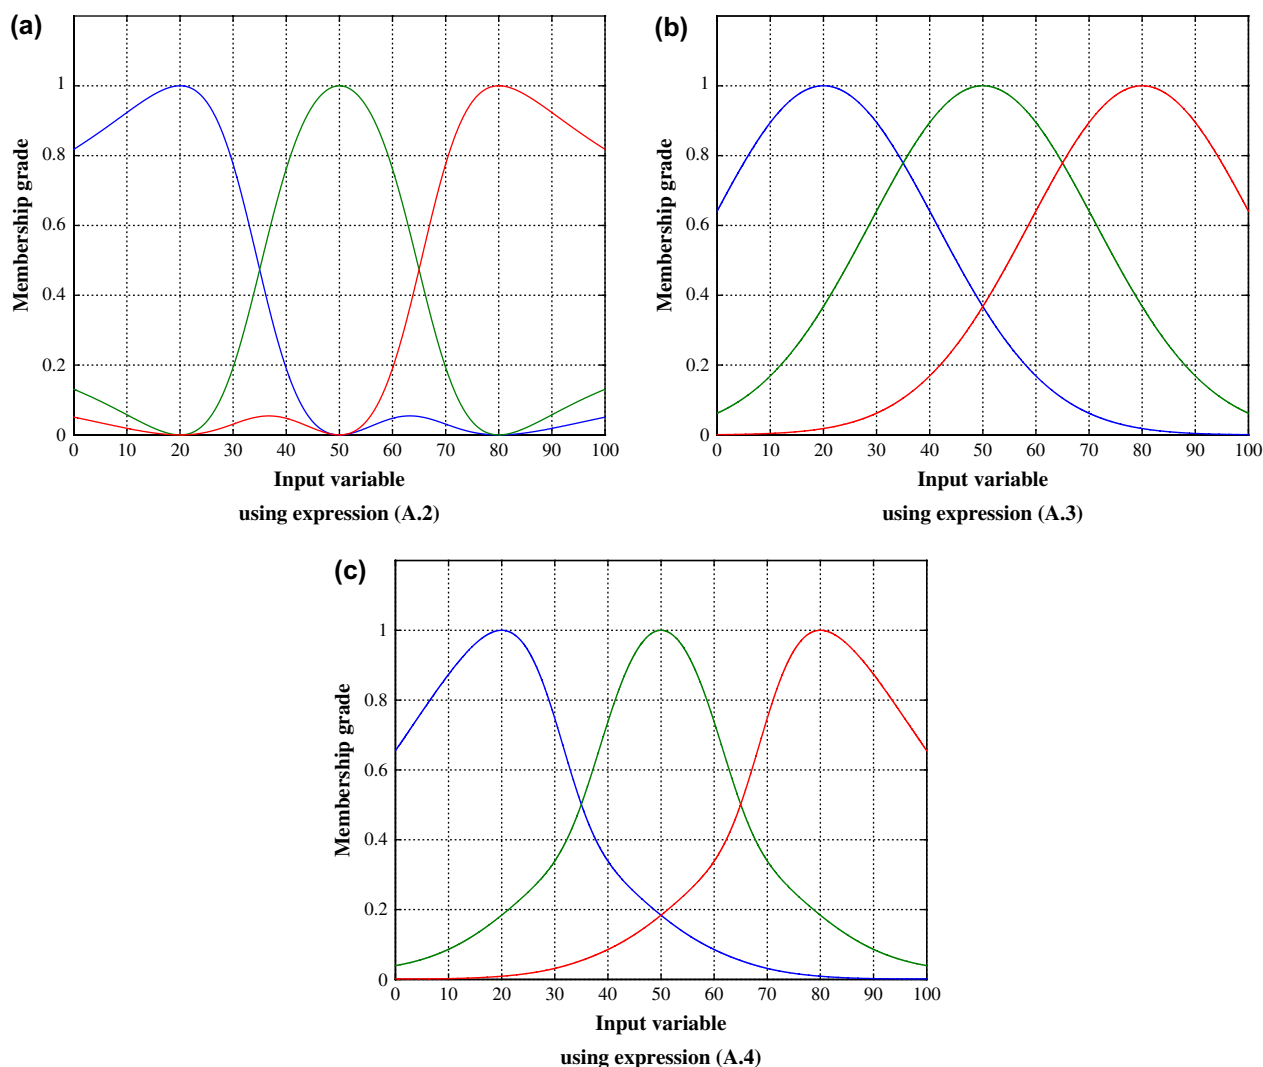 (a)
Membership grade
1
0.8
0.6
0.4
0.2
0
0 10 20 30 40 50 60 70 80 90 100
Input variable
using expression (A.2)
(b)
Membership grade
1
0.8
0.6
0.4
0.2
0
0 10 20 30 40 50 60 70 80 90 100
Input variable
using expression (A.3)
(c)
Membership grade
1
0.8
0.6
0.4
0.2
0
0 10 20 30 40 50 60 70 80 90 100
Input variable
using expression (A.4)